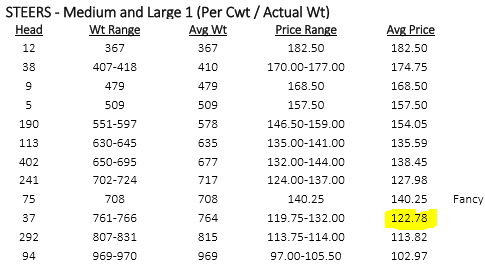 STEERS - Medium and Large 1 (Per Cwt / Actual Wt)
Head Wt Range Avg Wt Price Range Avg Price
12 367 367 182.50 182.50
38 407-418 410 170.00-177.00 174.75
9 479 479 168.50 168.50
5 509 509 157.50 157.50
190 551-597 578 146.50-159.00 154.05
113 630-645 635 135.00-141.00 135.59
402 650-695 677 132.00-144.00 138.45
241 702-724 717 124.00-137.00 127.98
75 708 708 140.25 140.25 Fancy
37 761-766 764 119.75-132.00 122.78
292 807-831 815 113.75-114.00 113.82
94 969-970 969 97.00-105.50 102.97